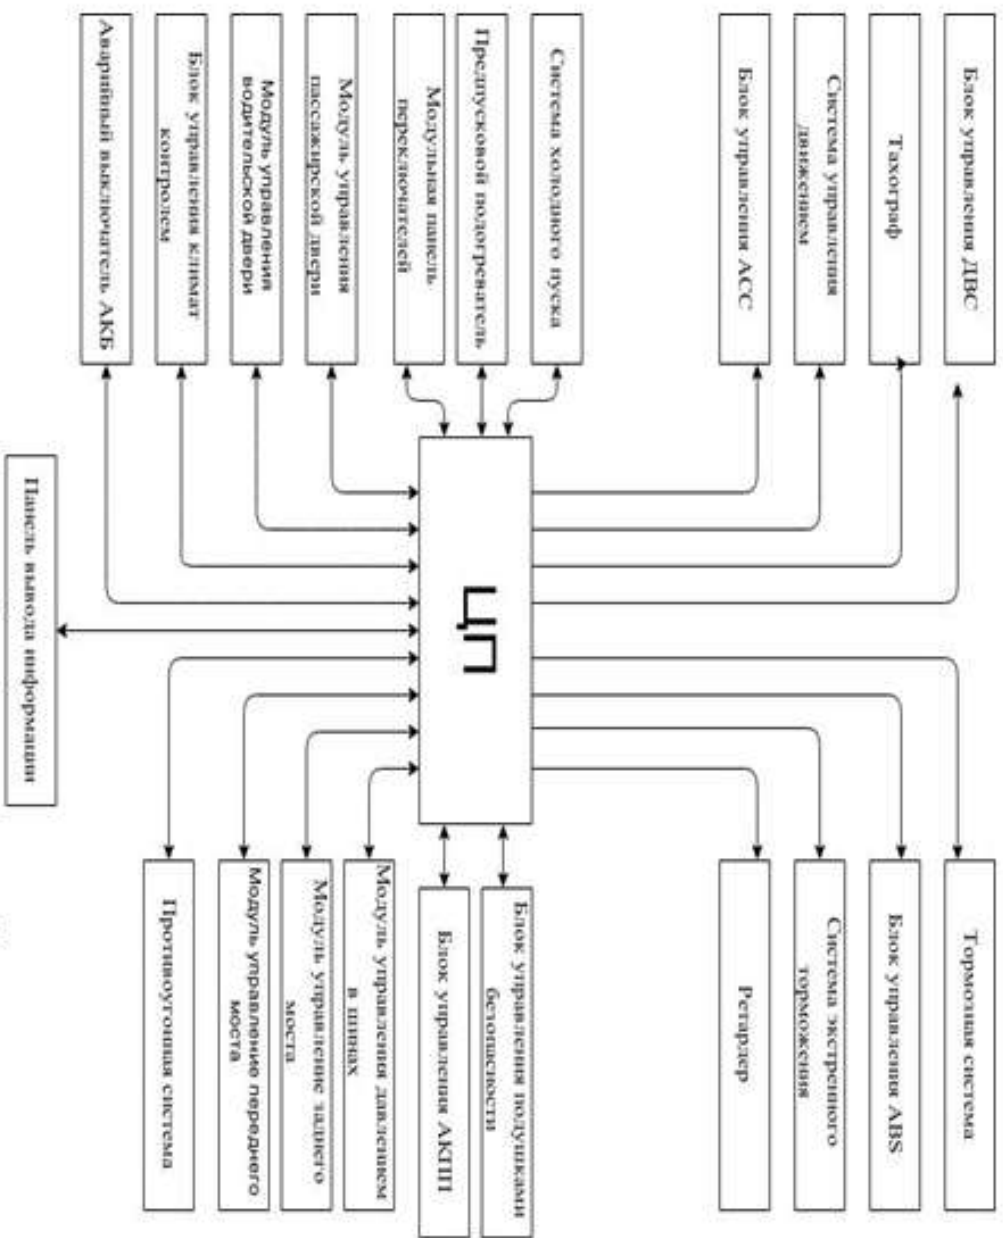 Блок управления ДВС
Тахограф
Система управления
движением
Блок управления АСС
Система холодного пуска
Предпусковой подогреватель
Модульная панель
переключателей
Модуль управления
пассажирской двери
Модуль управления
водительской двери
Блок управления климат
контролем
Аварийный выключатель АКБ
ЦП
Тормозная система
Блок управления ABS
Система экстренного
торможения
Ретардер
Блок управления подушками
безопасности
Блок управления АКПП
Модуль управления давлением
в шинах
Модуль управление заднего
моста
Модуль управление переднего
моста
Противоугонная система
Панель вывода информации